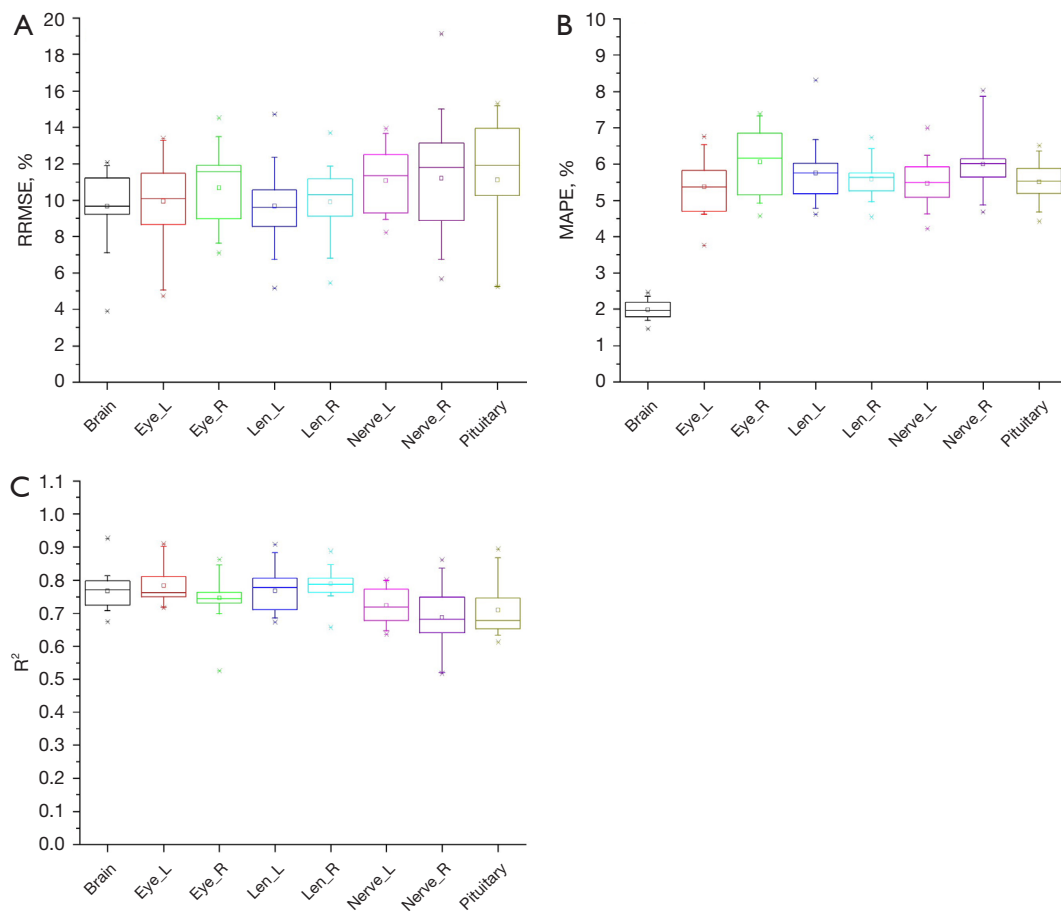 A
RRMSE, %
20
18
16
14
12
10
8
6
4
2
0
Brain
Eye_L
Eye_R
Len_L
Len_R
Nerve_L
Nerve_R
Pituitary
B
MAPE, %
10
9
8
7
6
5
4
3
2
1
0
Brain
Eye_L
Eye_R
Len_L
Len_R
Nerve_L
Nerve_R
Pituitary
C
R²
1.1
1.0
0.9
0.8
0.7
0.6
0.5
0.4
0.3
0.2
0.1
0.0
Brain
Eye_L
Eye_R
Len_L
Len_R
Nerve_L
Nerve_R
Pituitary